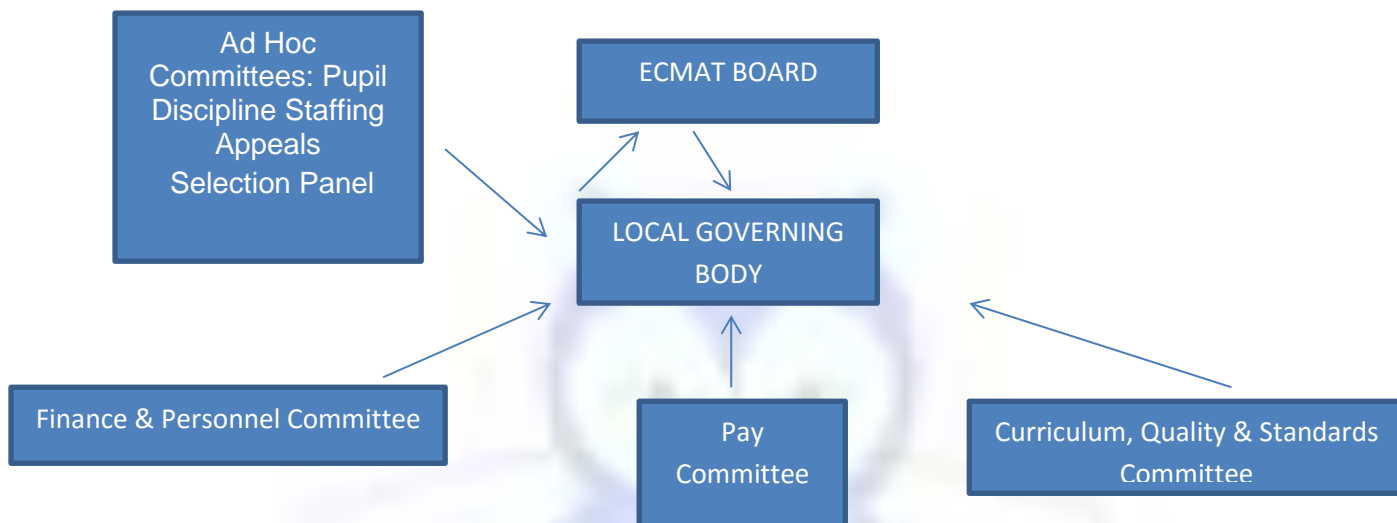 Ad Hoc
Committees: Pupil
Discipline Staffing
Appeals
Selection Panel
ECMAT BOARD
LOCAL GOVERNING
BODY
Finance & Personnel Committee
Pay
Committee
Curriculum, Quality & Standards
Committee